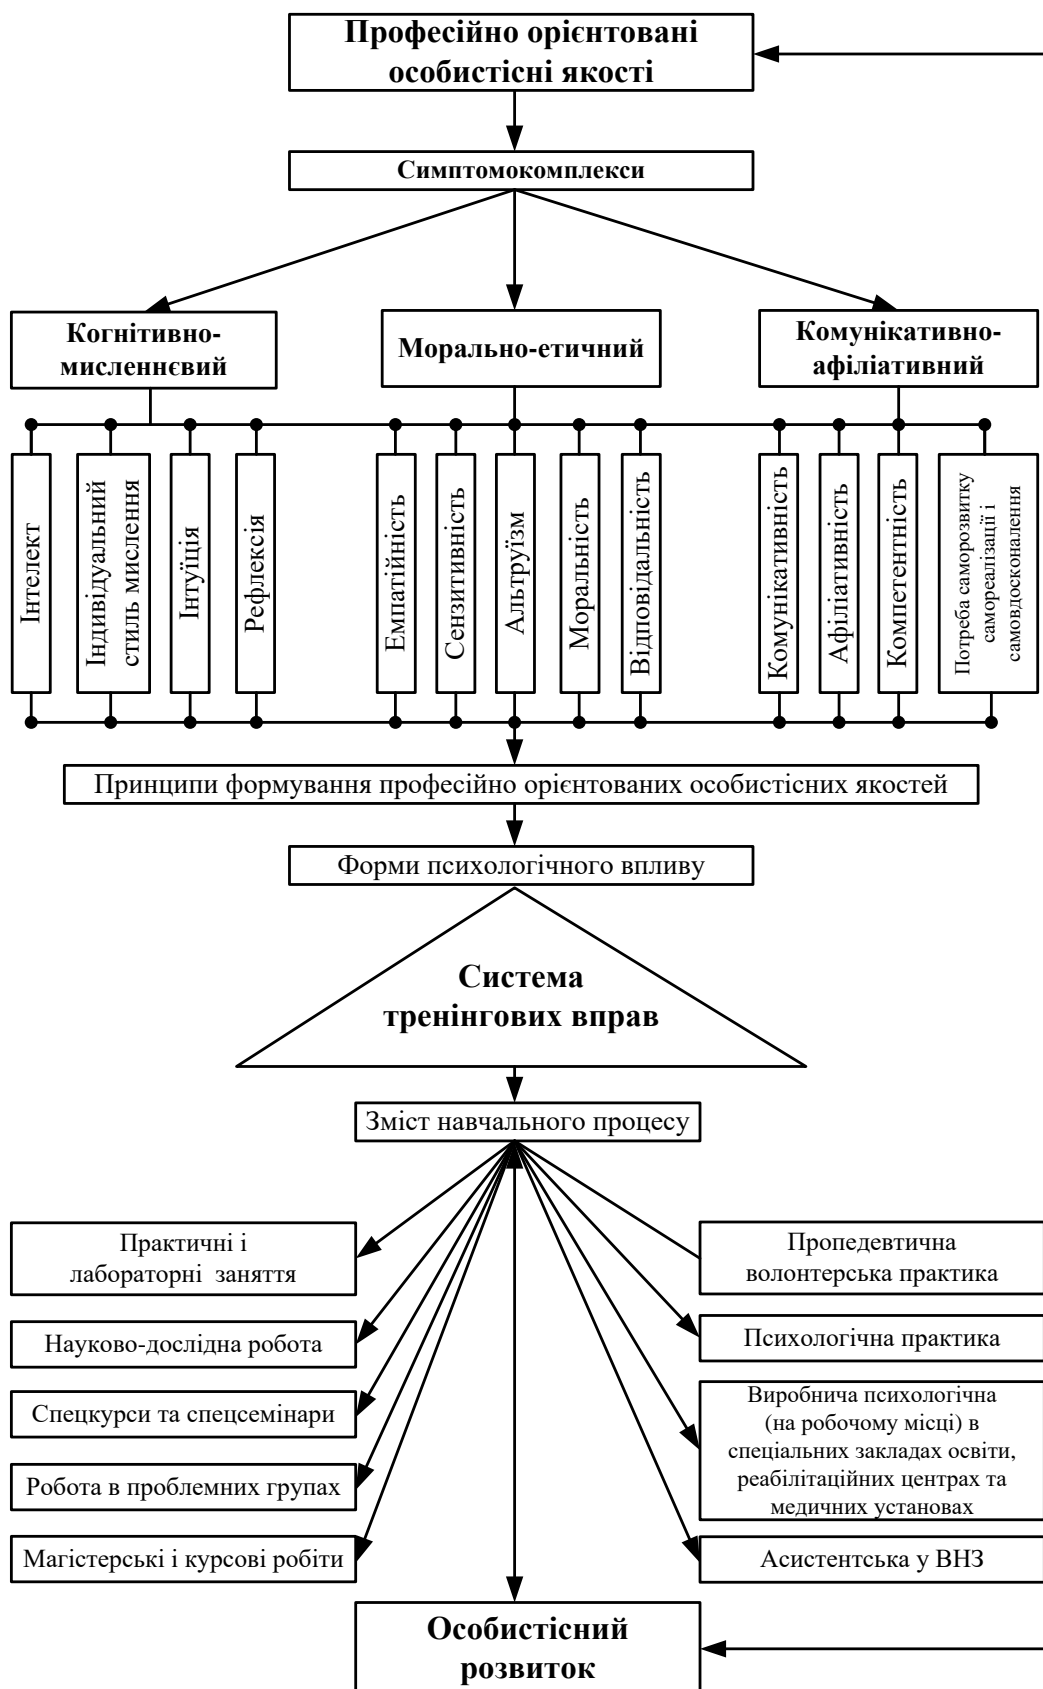 Професійно орієнтовані
особистісні якості
Симптомокомплекси
Когнітивно-
мисленнєвий
Морально-етичний
Комунікативно-
афіліативний
Інтелект
Індивідуальний
стиль мислення
Інтуїція
Рефлексія
Емпатійність
Сензитивність
Альтруїзм
Моральність
Відповідальність
Комунікативність
Афіліативність
Компетентність
Потреба саморозвитку
самореалізації і
самовдосконалення
Принципи формування професійно орієнтованих особистісних якостей
Форми психологічного впливу
Система
тренінгових вправ
Зміст навчального процесу
Практичні і
лабораторні заняття
Науково-дослідна робота
Спецкурси та спецсемінари
Робота в проблемних групах
Магістерські і курсові робіти
Пропедевтична
волонтерська практика
Психологічна практика
Виробнича психологічна
(на робочому місці) в
спеціальних закладах освіти,
реабілітаційних центрах та
медичних установах
Асистентська у ВНЗ
Особистісний
розвиток